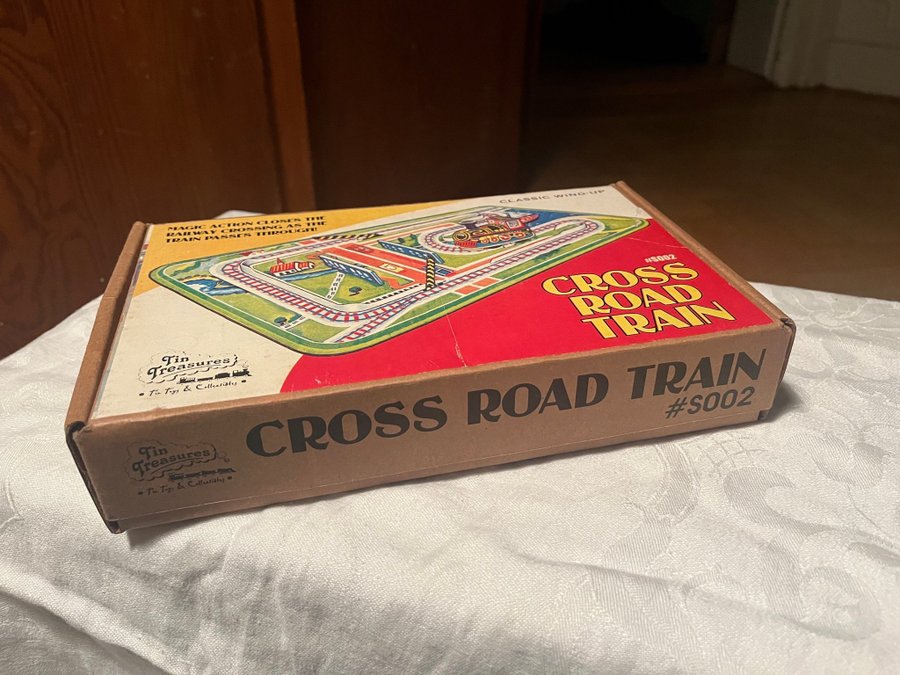 MAGIC ACTION CLOSES THE
RAILWAY CROSSING AS THE
TRAIN PASSES THROUGH!
CLASSIC WIND-UP
#S002
CROSS
ROAD
TRAIN
Tin
Treasures
• Tin Toys & Collectibles •
CROSS ROAD TRAIN
#S002
Tin
Treasures
• Tin Toys & Collectibles •